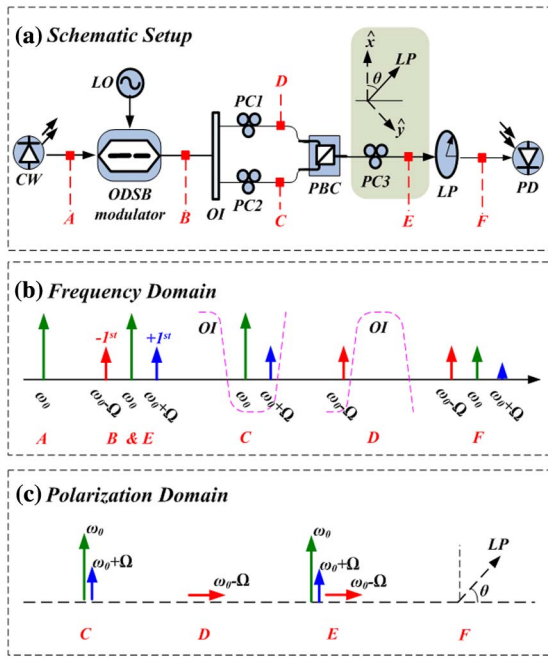 (a) Schematic Setup
x̂
LP
θ
ŷ
LO
D
PC1
CW
ODSB
modulator
A
B
OI
PC2
C
PBC
PC3
E
LP
F
PD
(b) Frequency Domain
-1st
+1st
OI
OI
ω0
ω0-Ω
ω0
ω0+Ω
ω0
ω0+Ω
ω0-Ω
ω0-Ω
ω0
ω0+Ω
A
B & E
C
D
F
(c) Polarization Domain
ω0
ω0+Ω
ω0-Ω
ω0
ω0+Ω
ω0-Ω
LP
θ
C
D
E
F